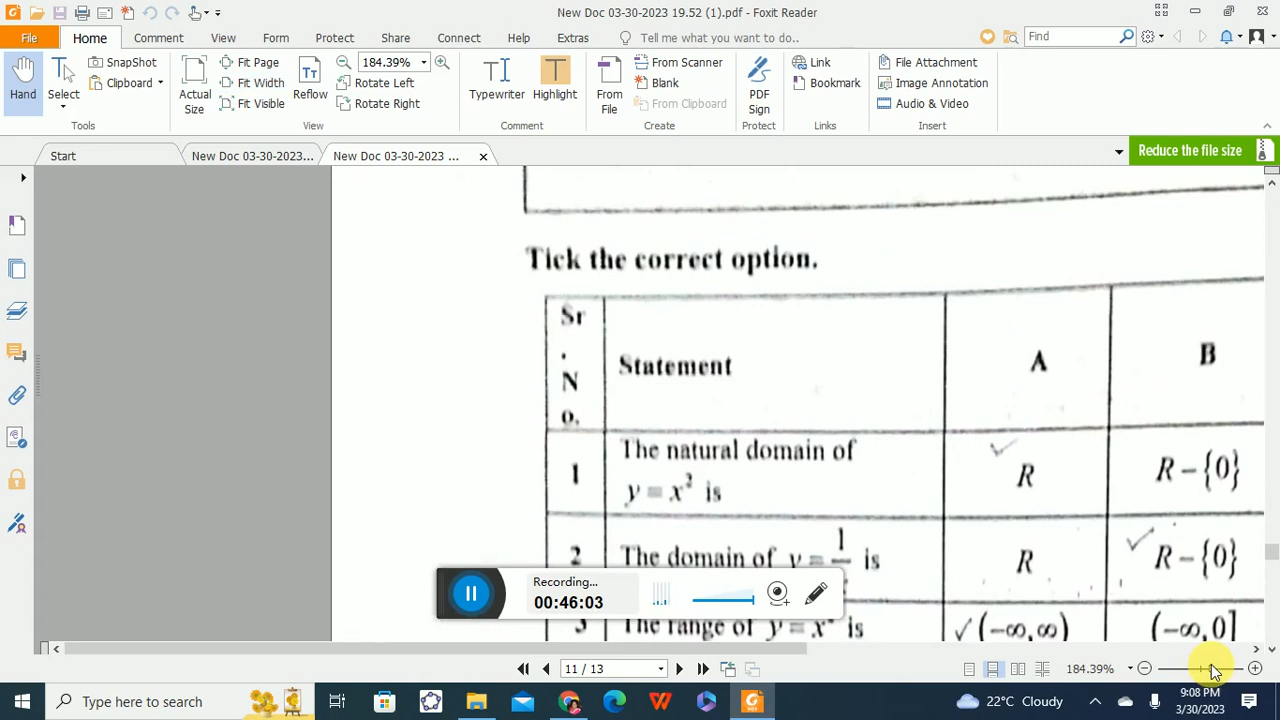 New Doc 03-30-2023 19.52 (1).pdf - Foxit Reader
File
Home
Comment
View
Form
Protect
Share
Connect
Help
Extras
Tell me what you want to do..
Find
Hand
Select
SnapShot
Clipboard
Actual
Size
Fit Page
Fit Width
Fit Visible
Reflow
184.39%
Rotate Left
Rotate Right
Typewriter
Highlight
From
File
From Scanner
Blank
From Clipboard
PDF
Sign
Link
Bookmark
File Attachment
Image Annotation
Audio & Video
Tools
View
Comment
Create
Protect
Links
Insert
Start
New Doc 03-30-2023...
New Doc 03-30-2023 ...
Reduce the file size
Tick the correct option.
Sr
.
N
o.
Statement
A
B
1
The natural domain of
y = x² is
R
R – {0}
2
The domain of y = 1 is
R
R – {0}
3
The range of y = x is
(−∞, ∞)
(−∞, 0]
Recording...
00:46:03
11 / 13
184.39%
Type here to search
22°C Cloudy
9:08 PM
3/30/2023